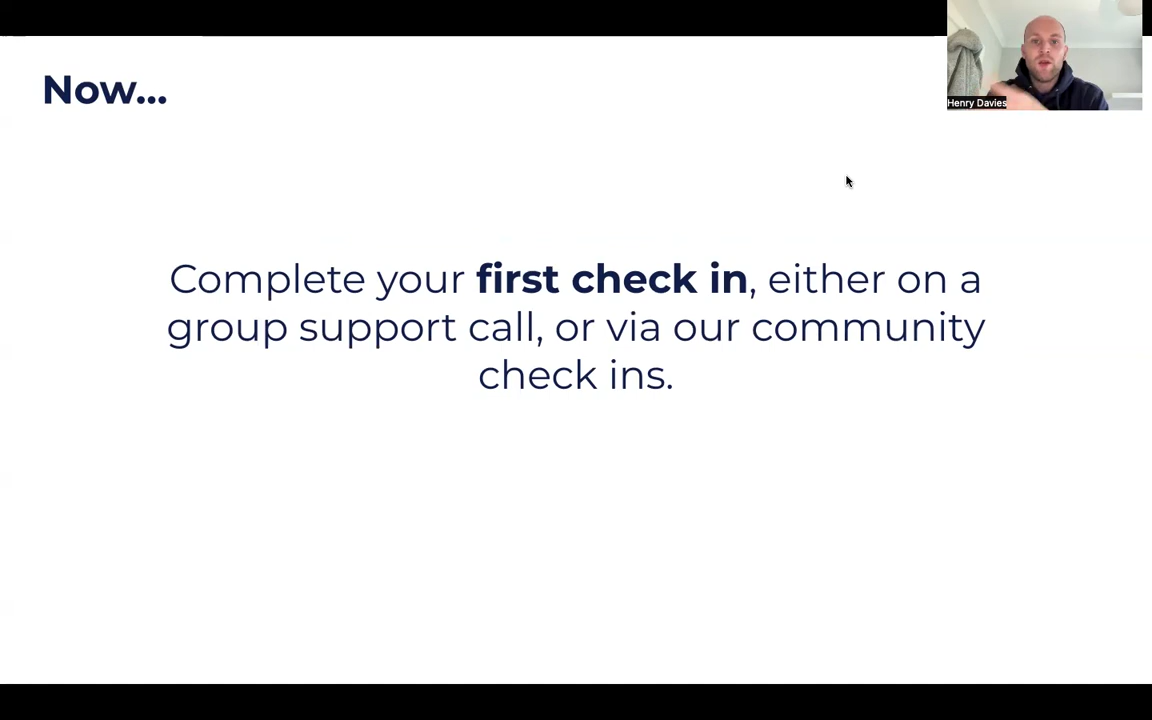 Now...
Henry Davies
Complete your first check in, either on a
group support call, or via our community
check ins.